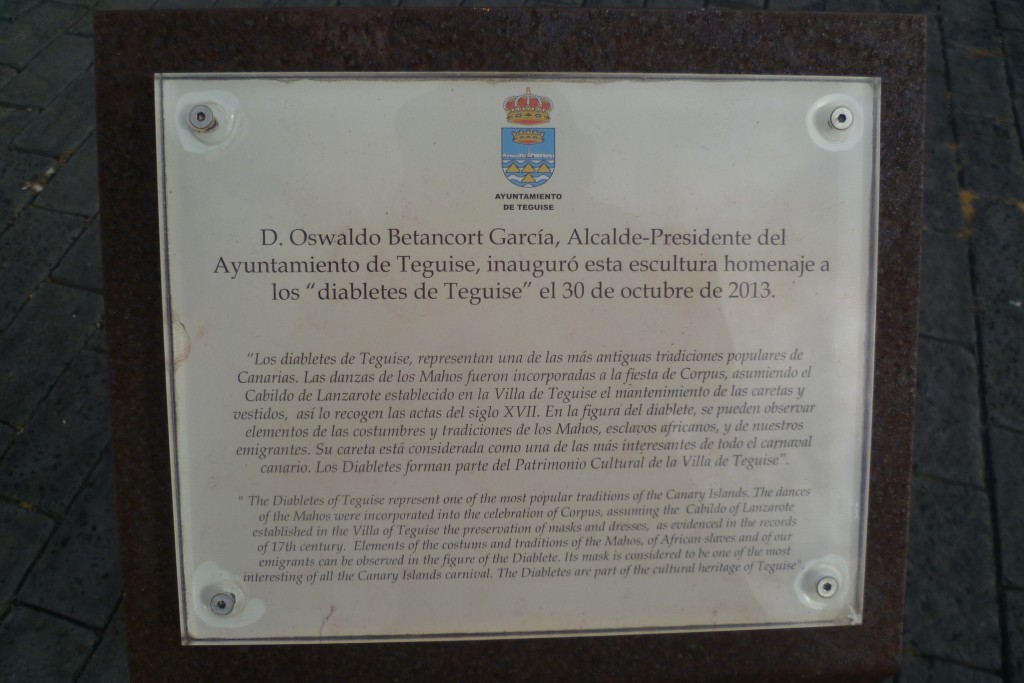 AYUNTAMIENTO
DE TEGUISE
D. Oswaldo Betancort García, Alcalde-Presidente del
Ayuntamiento de Teguise, inauguró esta escultura homenaje a
los “diabletes de Teguise” el 30 de octubre de 2013.
“Los diabletes de Teguise, representan una de las más antiguas tradiciones populares de
Canarias. Las danzas de los Mahos fueron incorporadas a la fiesta de Corpus, asumiendo el
Cabildo de Lanzarote establecido en la Villa de Teguise el mantenimiento de las caretas y
vestidos, así lo recogen las actas del siglo XVII. En la figura del diablete, se pueden observar
elementos de las costumbres y tradiciones de los Mahos, esclavos africanos, y de nuestros
emigrantes. Su careta está considerada como una de las más interesantes de todo el carnaval
canario. Los Diabletes forman parte del Patrimonio Cultural de la Villa de Teguise”.
" The Diabletes of Teguise represent one of the most popular traditions of the Canary Islands. The dances
of the Mahos were incorporated into the celebration of Corpus, assuming the Cabildo of Lanzarote
established in the Villa of Teguise the preservation of masks and dresses, as evidenced in the records
of 17th century. Elements of the costums and traditions of the Mahos, of African slaves and of our
emigrants can be observed in the figure of the Diablete. Its mask is considered to be one of the most
interesting of all the Canary Islands carnival. The Diabletes are part of the cultural heritage of Teguise".